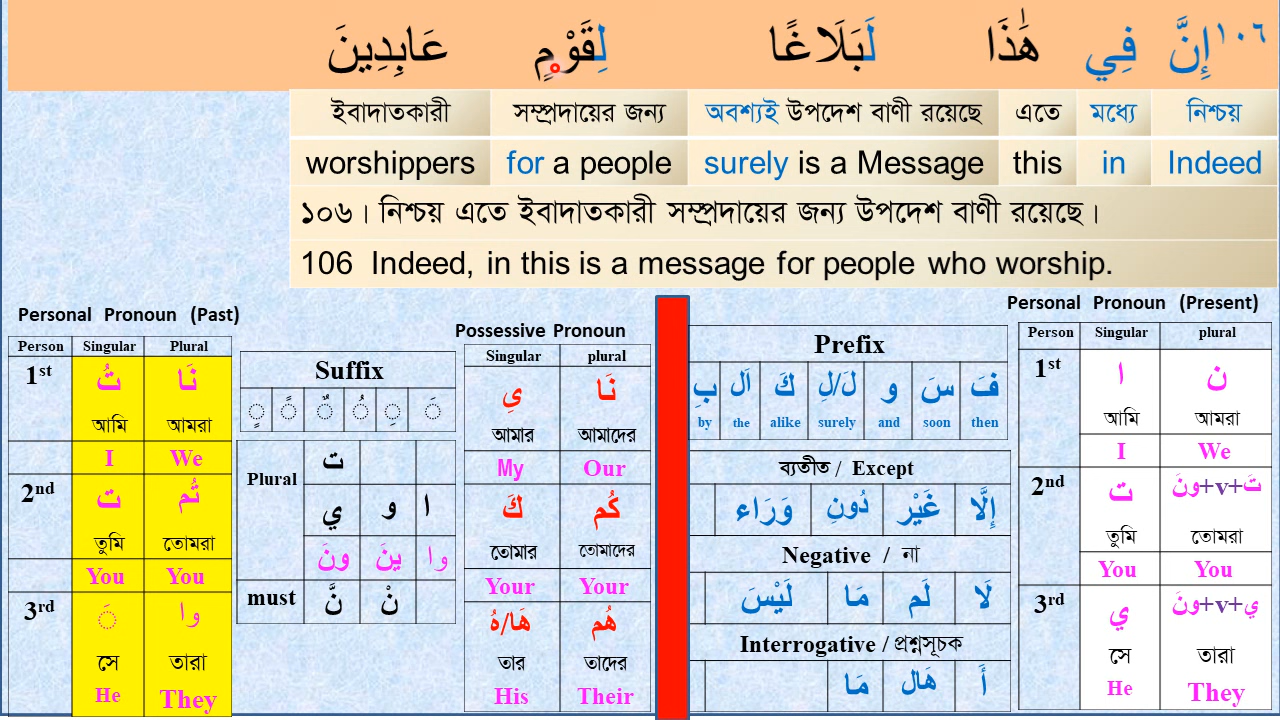 ١٠٦ إِنَّ فِي هَٰذَا لَبَلَاغًا لِقَوْمٍ عَابِدِينَ
ইবাদাতকারী সম্প্রদায়ের জন্য অবশ্যই উপদেশ বাণী রয়েছে এতে মধ্যে নিশ্চয়
worshippers for a people surely is a Message this in Indeed
১০৬। নিশ্চয় এতে ইবাদাতকারী সম্প্রদায়ের জন্য উপদেশ বাণী রয়েছে।
106 Indeed, in this is a message for people who worship.
Personal Pronoun (Past)
Person Singular Plural
1st تُ نَا
আমি আমরা
I We
2nd ت تُم
তুমি তোমরা
You You
3rd َ وا
সে তারা
He They
Suffix
ٍ ً ٌ ُ ِ َ
Plural ت
ي و ا
ونَ ينَ وا
must نَّ نْ
Possessive Pronoun
Singular plural
يِ نَا
আমার আমাদের
My Our
كَ كُم
তোমার তোমাদের
Your Your
هَا/هُ هُم
তার তাদের
His Their
Prefix
بِ اَل كَ لَ/لِ و سَ فَ
by the alike surely and soon then
ব্যতীত / Except
وَرَاء دُونِ غَيْر إِلَّا
Negative / না
لَيْسَ مَا لَم لَا
Interrogative / প্রশ্নসূচক
مَا هَال أَ
Personal Pronoun (Present)
Person Singular plural
1st ا ن
আমি আমরা
I We
2nd ت تَ+v+ونَ
তুমি তোমরা
You You
3rd ي ي+v+ونَ
সে তারা
He They